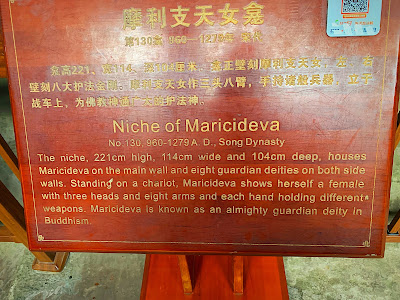 摩利支天女龛
第130龛 960－1279年 宋代
龛高221、宽114、深104厘米，龛正壁刻摩利支天女，左、右
壁刻八大护法金刚。摩利支天女作三头八臂，手持各种兵器，立于
战车上，为佛教神通广大的护法神。
Niche of Maricideva
No.130, 960-1279 A. D., Song Dynasty
The niche, 221cm high, 114cm wide and 104cm deep, houses
Maricideva on the main wall and eight guardian deities on both side
walls. Standing on a chariot, Maricideva shows herself a female
with three heads and eight arms and each hand holding different
weapons. Maricideva is known as an almighty guardian deity in
Buddhism.